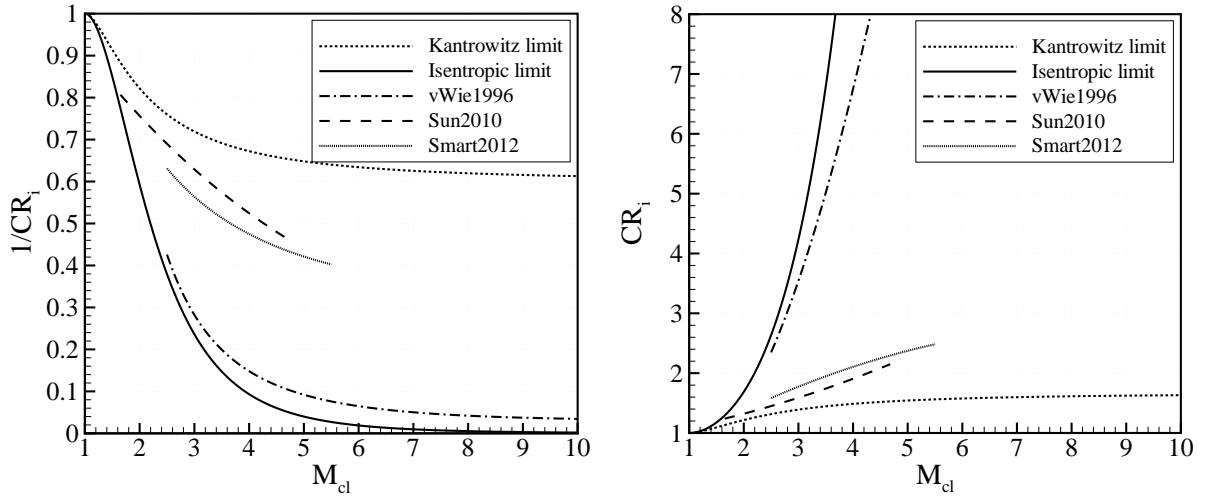 1
0.9
0.8
0.7
0.6
0.5
0.4
0.3
0.2
0.1
0
1/CR_i
1 2 3 4 5 6 7 8 9 10
M_cl
Kantrowitz limit
Isentropic limit
vWie1996
Sun2010
Smart2012
8
7
6
5
4
3
2
1
CR_i
1 2 3 4 5 6 7 8 9 10
M_cl
Kantrowitz limit
Isentropic limit
vWie1996
Sun2010
Smart2012